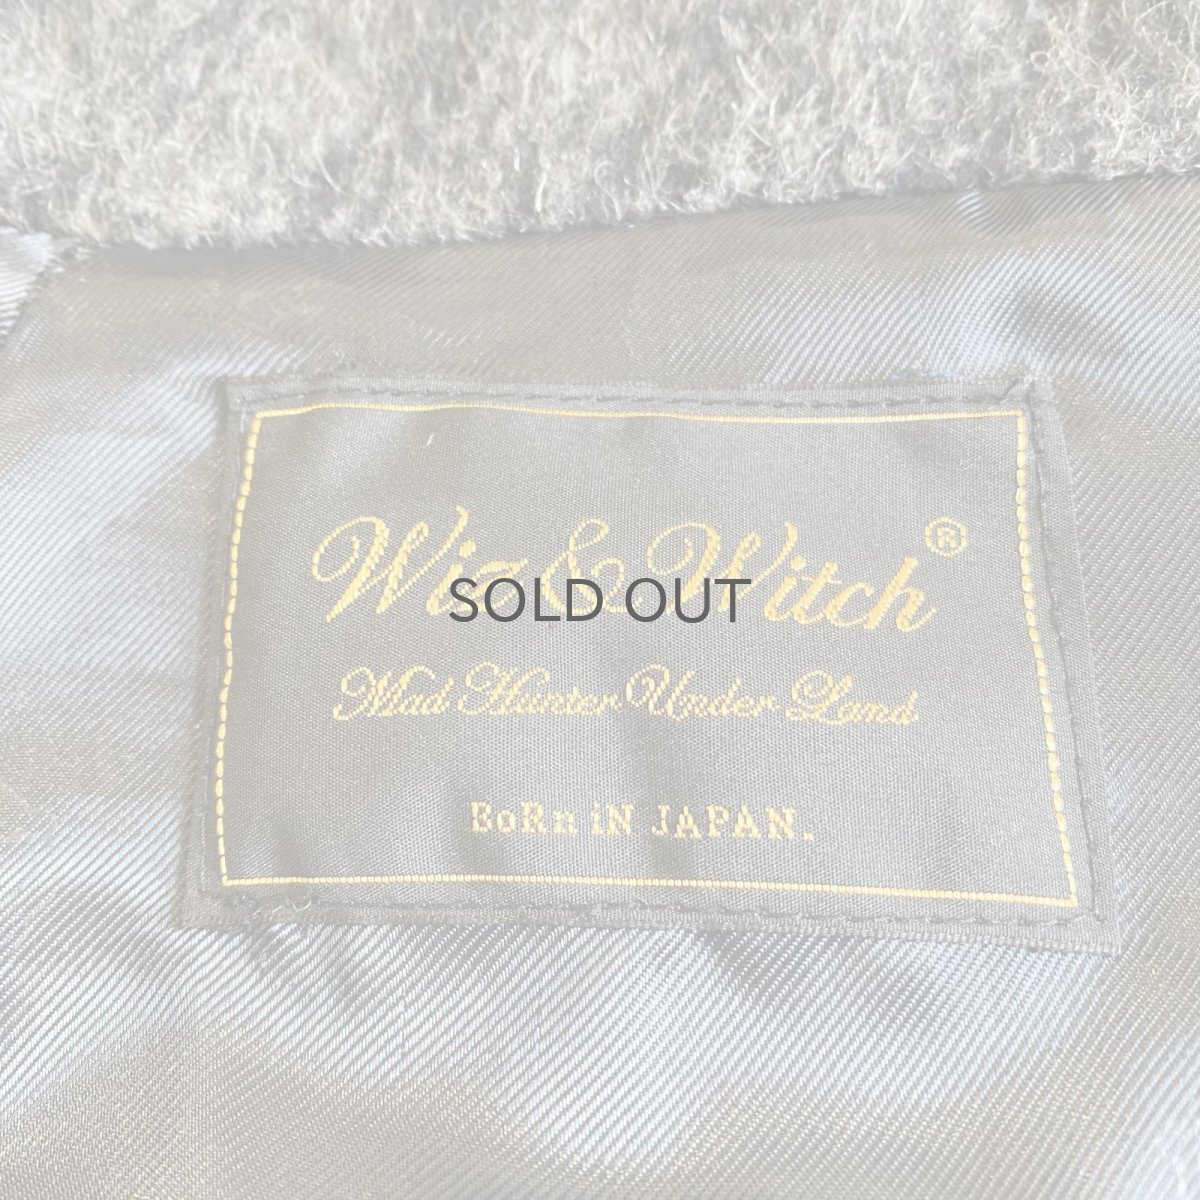 Wiz & Witch®
SOLD OUT
Mad Hunter Under Land.
BoRn iN JAPAN.